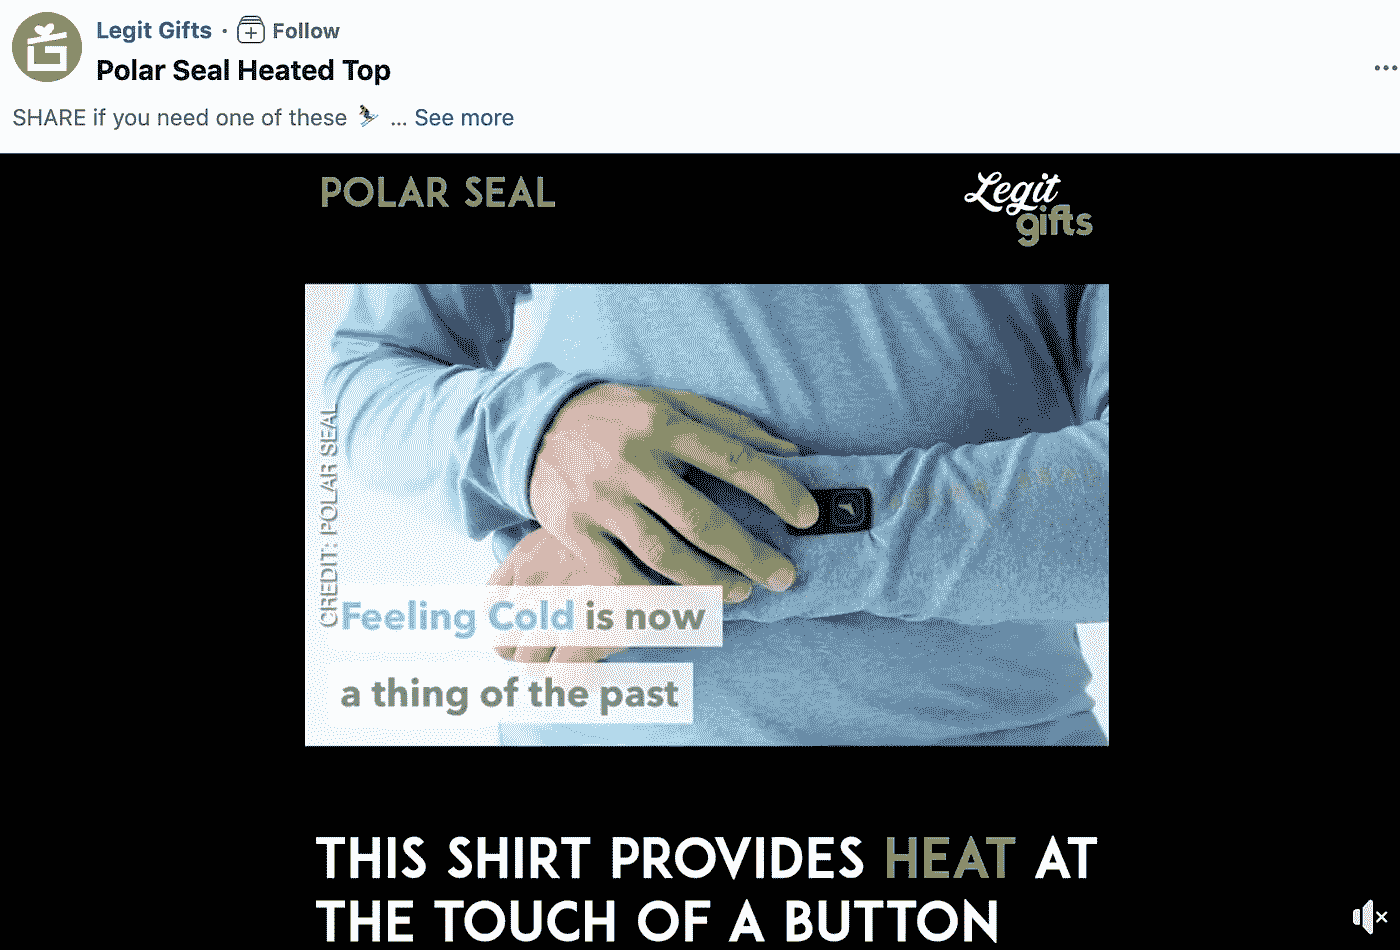 Legit Gifts · Follow
Polar Seal Heated Top
SHARE if you need one of these ⛷ ... See more
POLAR SEAL
Legit
gifts
CREDIT: POLAR SEAL
Feeling Cold is now
a thing of the past
THIS SHIRT PROVIDES HEAT AT
THE TOUCH OF A BUTTON